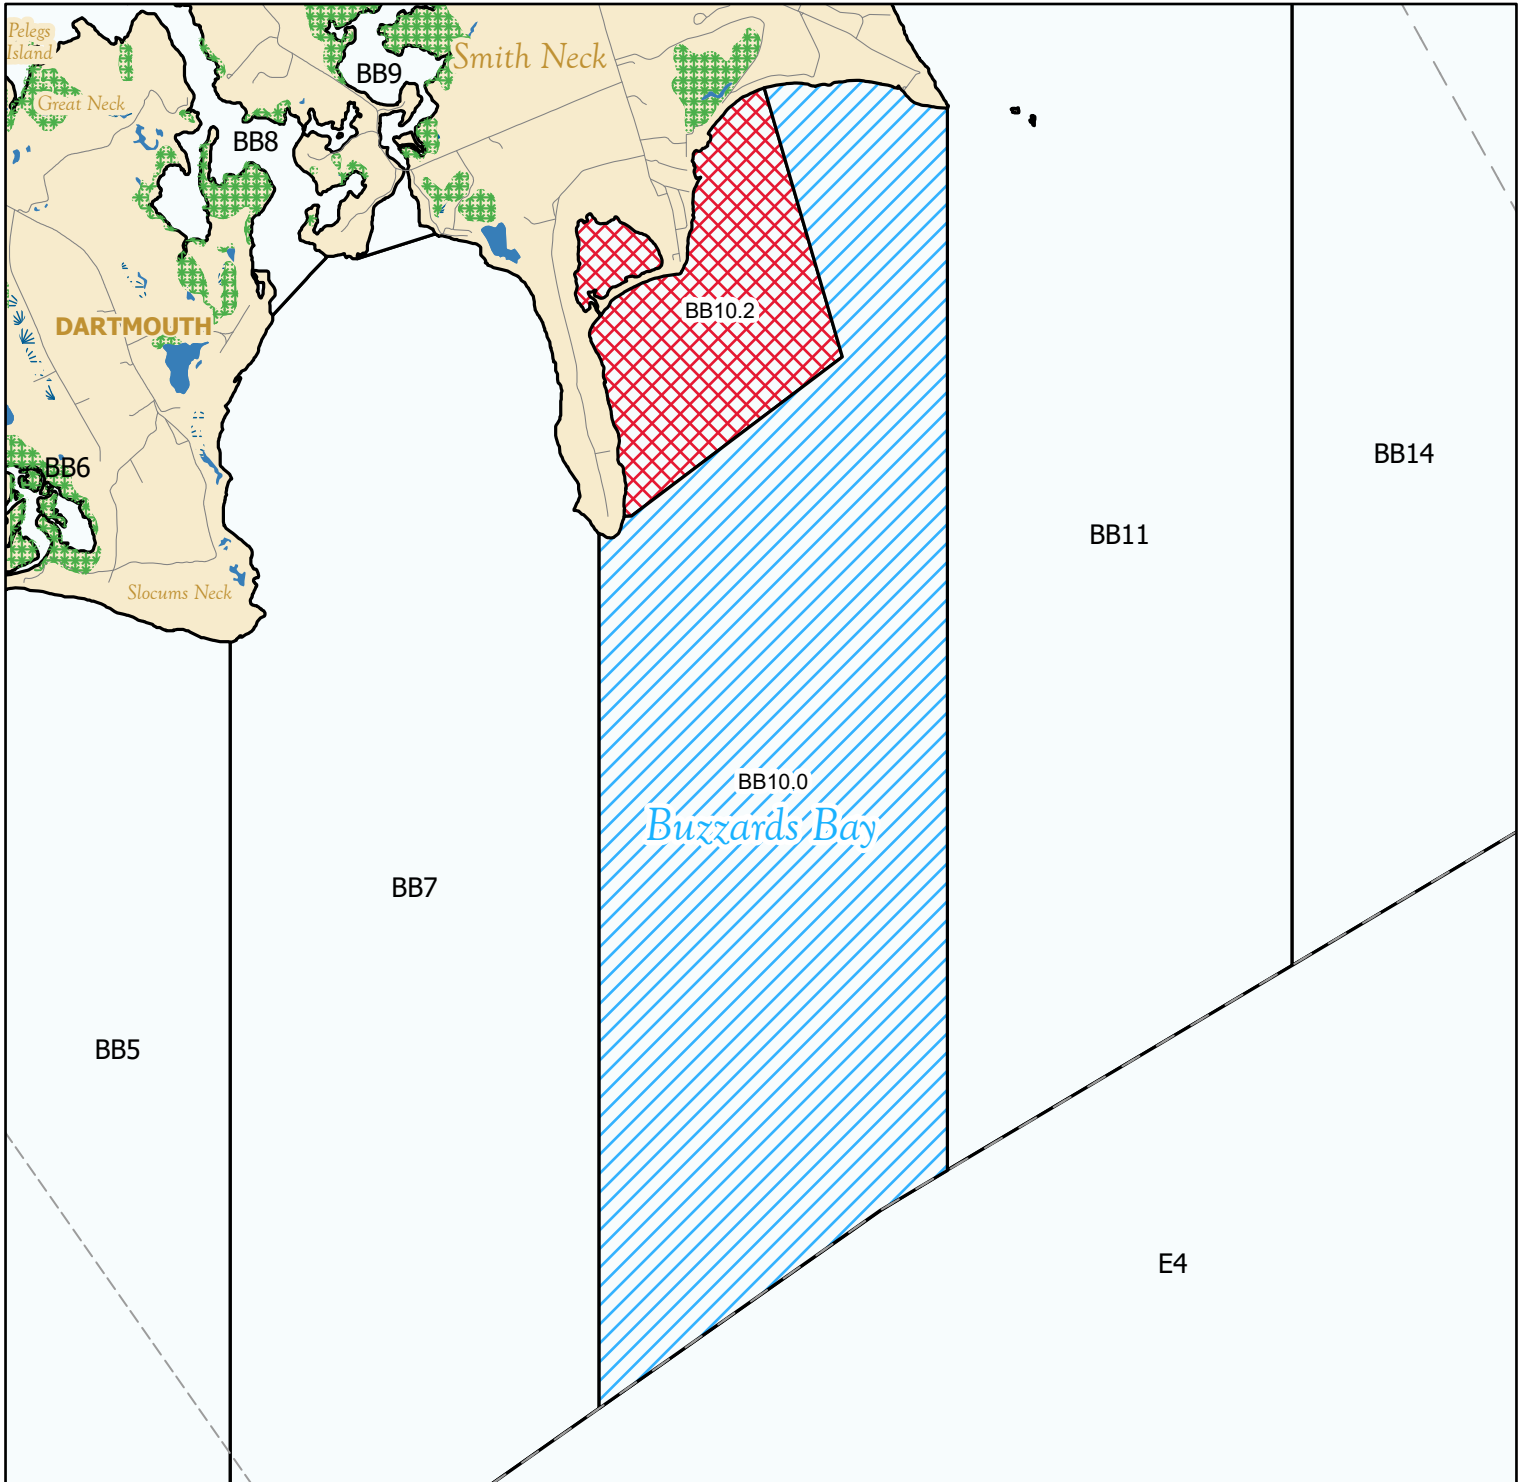 Pelegs
Island
Smith Neck
BB9
Great Neck
BB8
BB10.2
DARTMOUTH
BB14
BB6
BB11
Slocums Neck
BB10.0
Buzzards Bay
BB7
BB5
E4